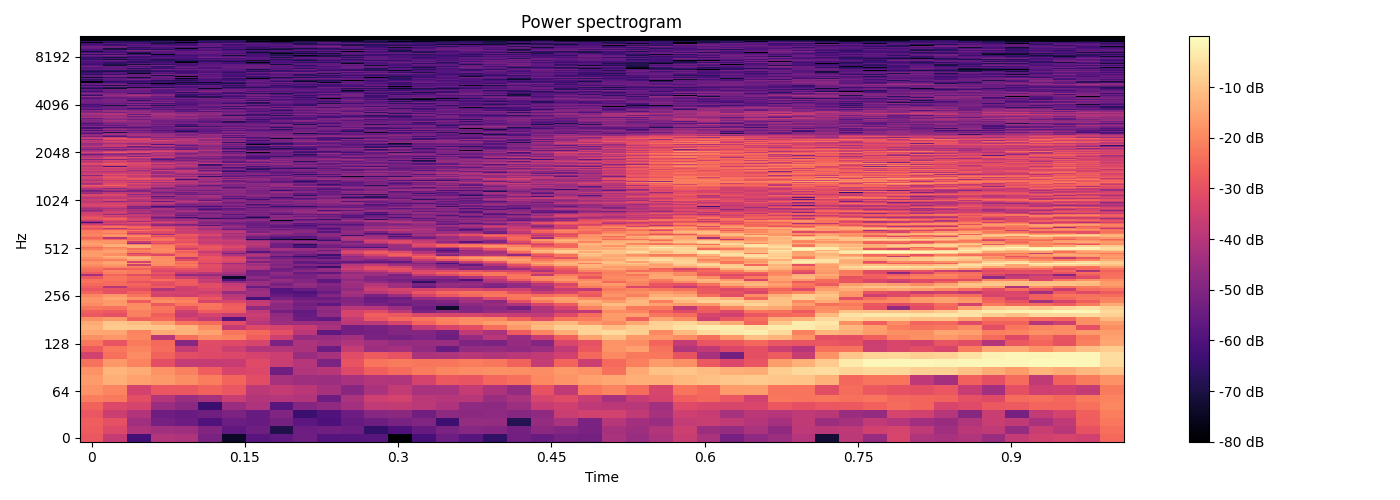 Power spectrogram
8192
4096
2048
1024
512
256
128
64
0
Hz
0 0.15 0.3 0.45 0.6 0.75 0.9
Time
-10 dB
-20 dB
-30 dB
-40 dB
-50 dB
-60 dB
-70 dB
-80 dB